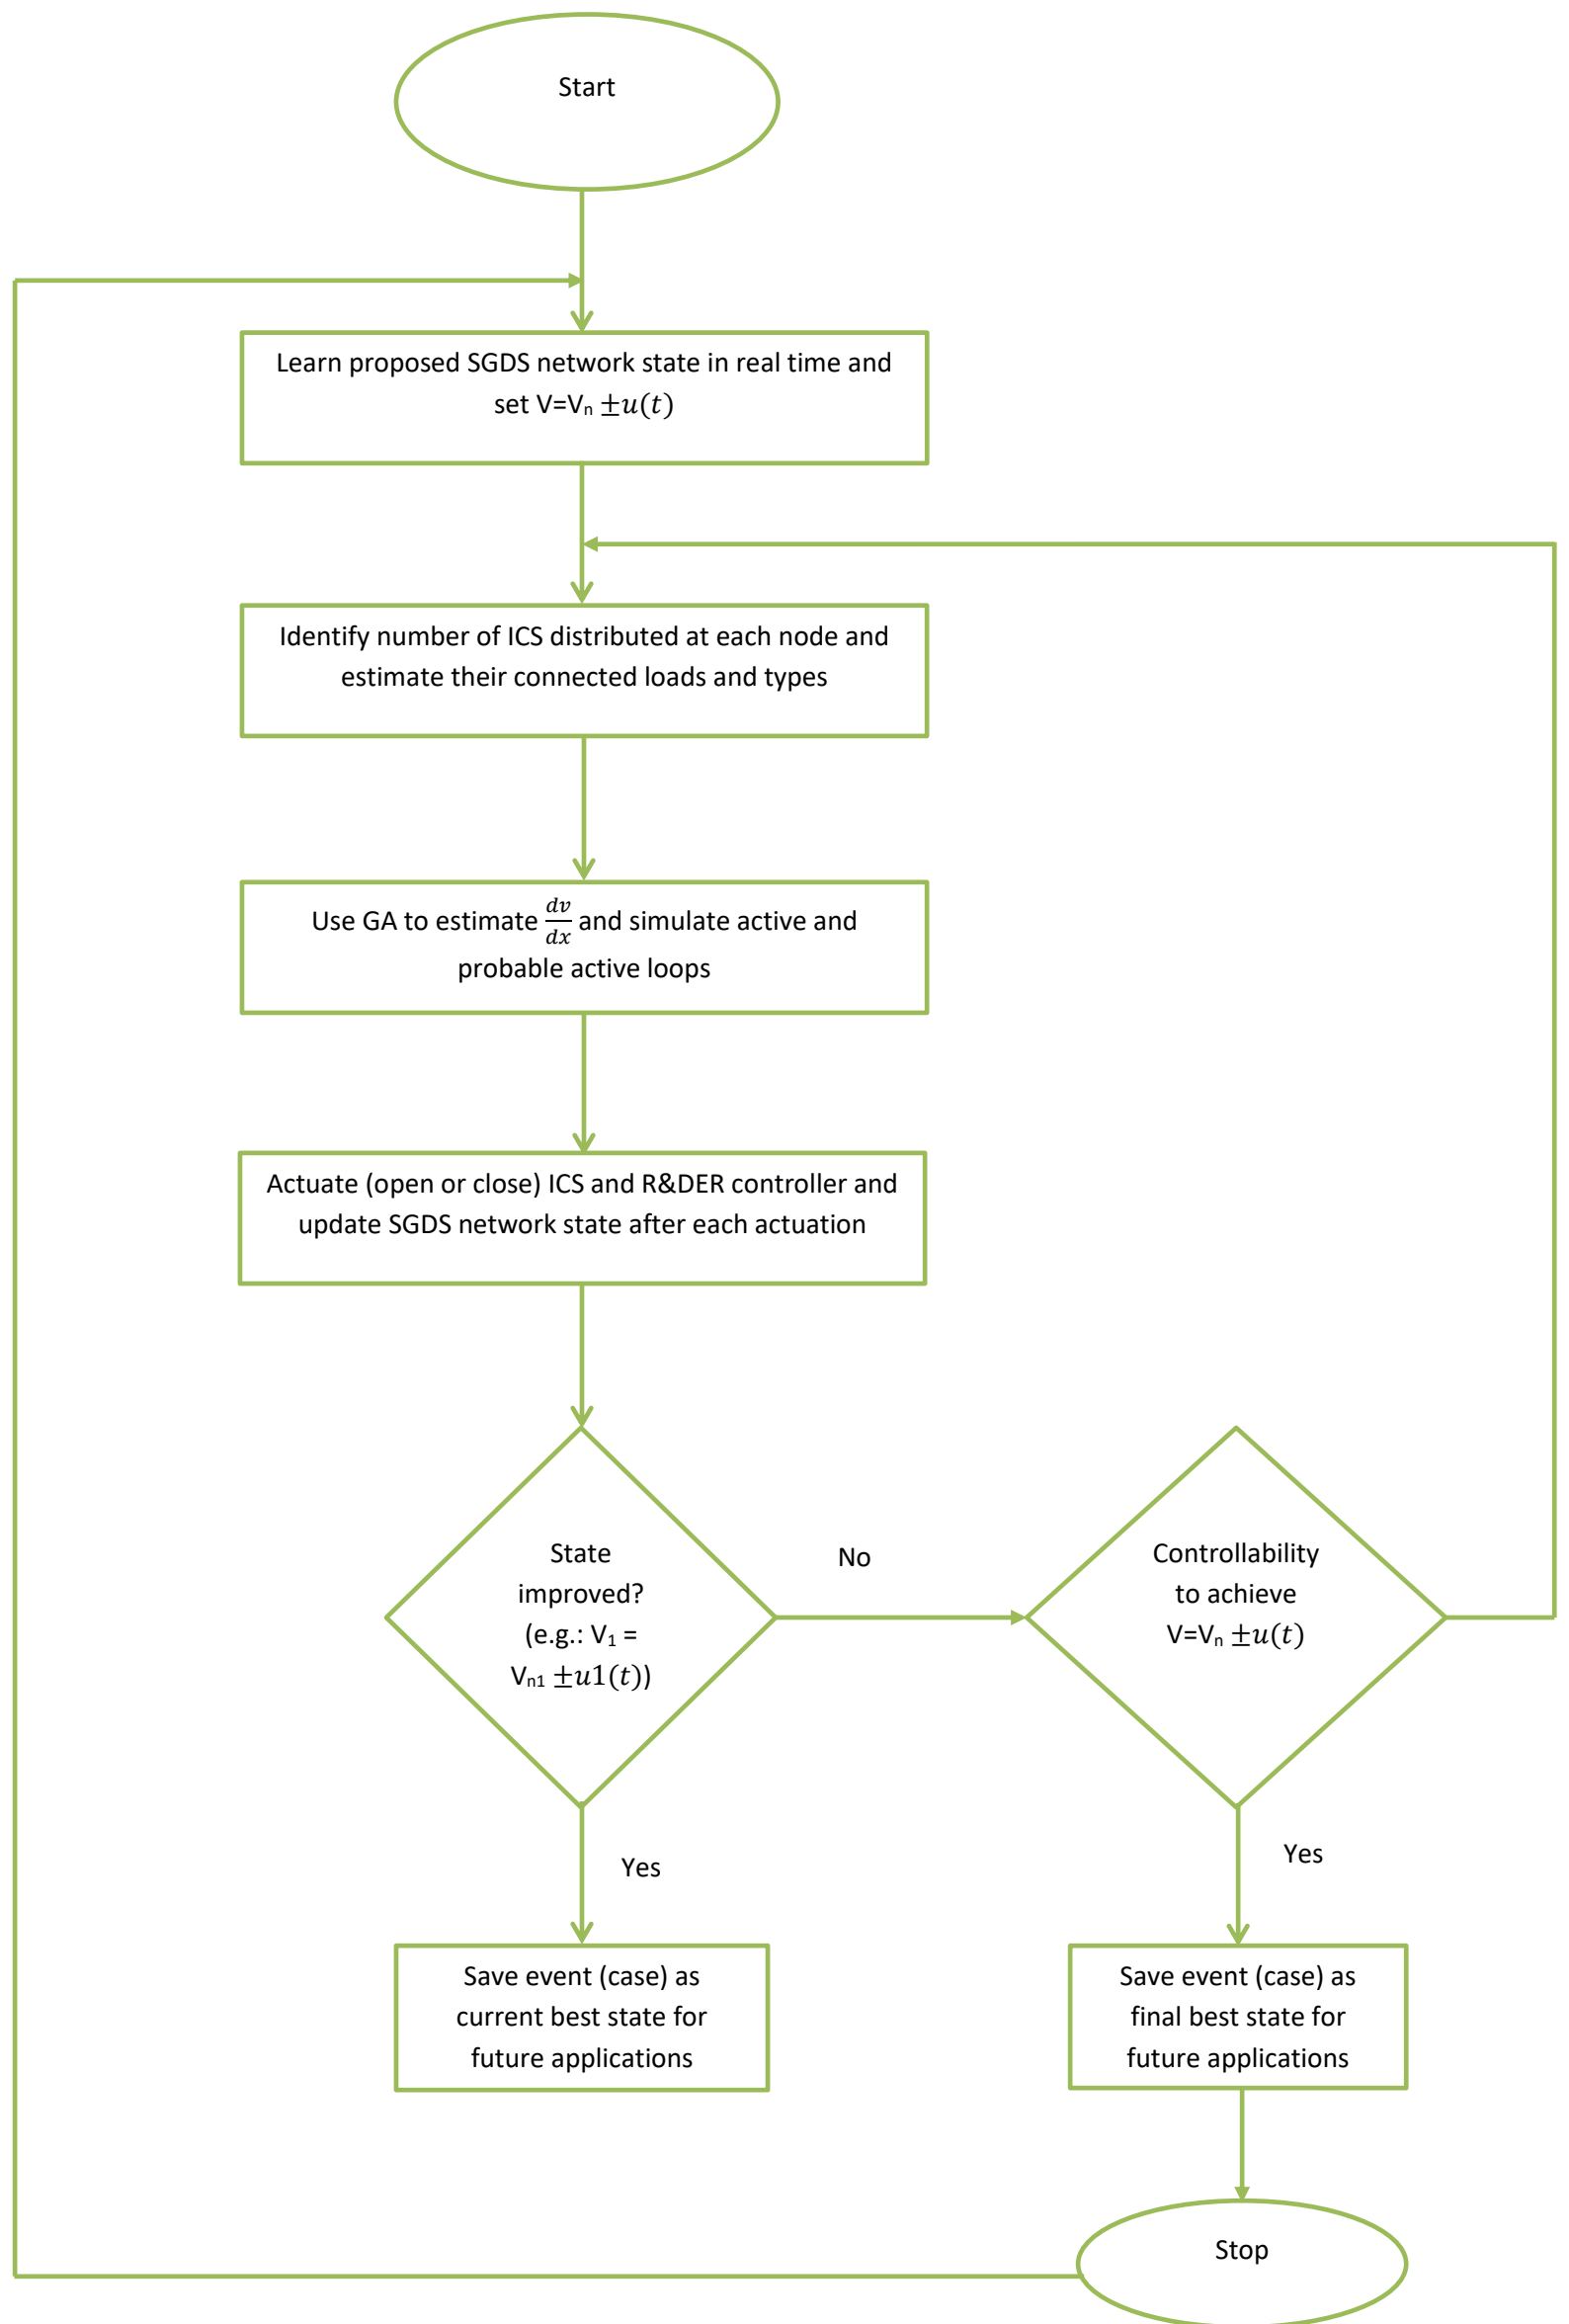 Start
Learn proposed SGDS network state in real time and
set V=Vₙ ±u(t)
Identify number of ICS distributed at each node and
estimate their connected loads and types
Use GA to estimate dv/dx and simulate active and
probable active loops
Actuate (open or close) ICS and R&DER controller and
update SGDS network state after each actuation
State
improved?
(e.g.: V₁ =
Vₙ₁ ±u1(t))
No
Controllability
to achieve
V=Vₙ ±u(t)
Yes
Yes
Save event (case) as
current best state for
future applications
Save event (case) as
final best state for
future applications
Stop